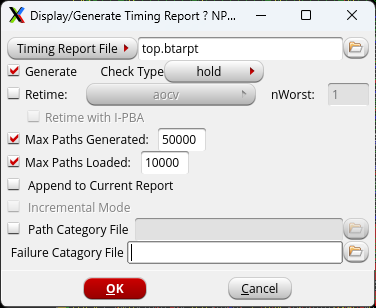 Display/Generate Timing Report ? NP...
Timing Report File top.btarpt
Generate Check Type hold
Retime: aocv nWorst: 1
Retime with I-PBA
Max Paths Generated: 50000
Max Paths Loaded: 10000
Append to Current Report
Incremental Mode
Path Category File
Failure Catagory File
OK Cancel